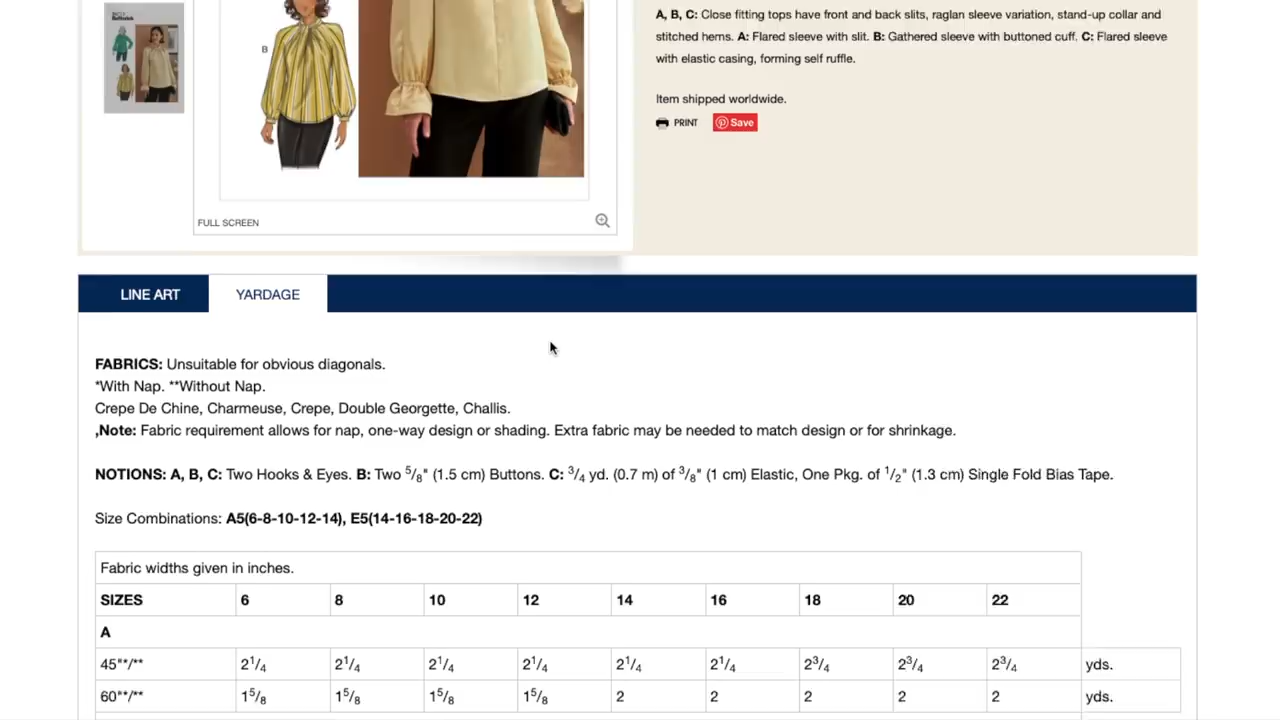 Butterick
A, B, C: Close fitting tops have front and back slits, raglan sleeve variation, stand-up collar and
stitched hems. A: Flared sleeve with slit. B: Gathered sleeve with buttoned cuff. C: Flared sleeve
with elastic casing, forming self ruffle.
B
Item shipped worldwide.
PRINT Save
FULL SCREEN
LINE ART YARDAGE
FABRICS: Unsuitable for obvious diagonals.
*With Nap. **Without Nap.
Crepe De Chine, Charmeuse, Crepe, Double Georgette, Challis.
,Note: Fabric requirement allows for nap, one-way design or shading. Extra fabric may be needed to match design or for shrinkage.
NOTIONS: A, B, C: Two Hooks & Eyes. B: Two 5/8" (1.5 cm) Buttons. C: 3/4 yd. (0.7 m) of 3/8" (1 cm) Elastic, One Pkg. of 1/2" (1.3 cm) Single Fold Bias Tape.
Size Combinations: A5(6-8-10-12-14), E5(14-16-18-20-22)
Fabric widths given in inches.
SIZES 6 8 10 12 14 16 18 20 22
A
45"*/** 2 1/4 2 1/4 2 1/4 2 1/4 2 1/4 2 1/4 2 3/4 2 3/4 2 3/4 yds.
60"*/** 1 5/8 1 5/8 1 5/8 1 5/8 2 2 2 2 2 yds.